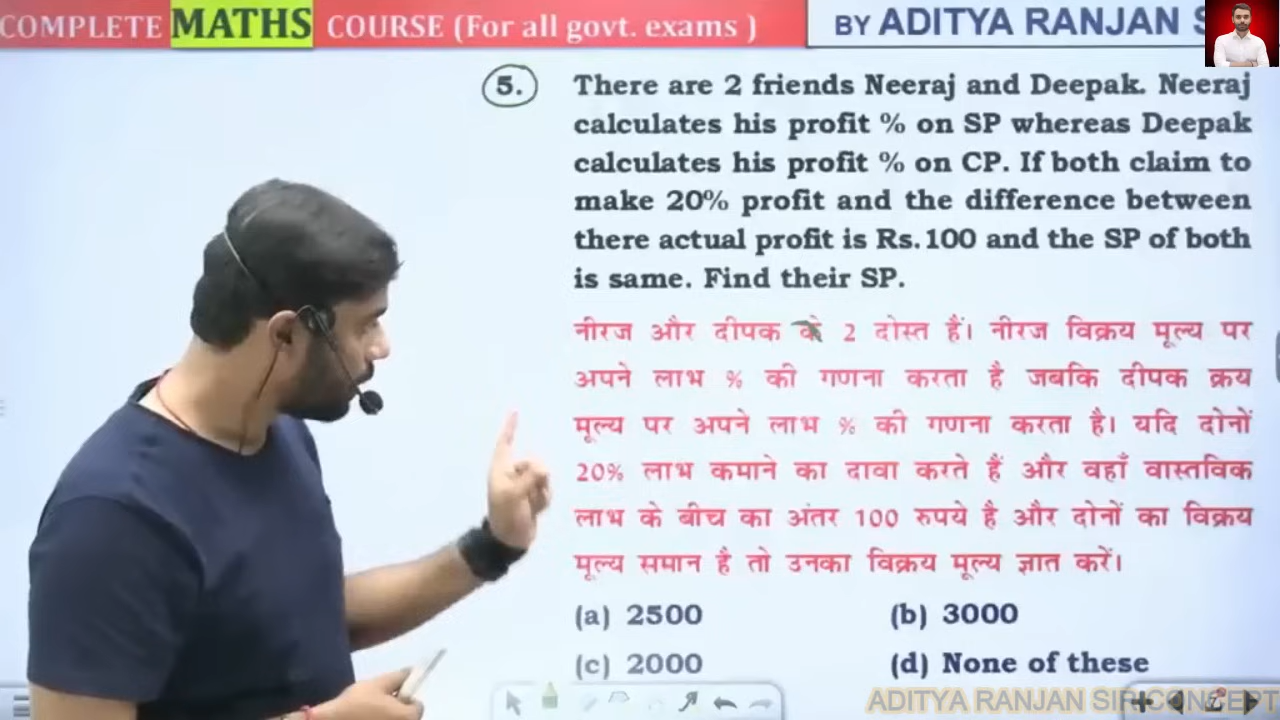 COMPLETE MATHS COURSE (For all govt. exams )
BY ADITYA RANJAN S
5. There are 2 friends Neeraj and Deepak. Neeraj
calculates his profit % on SP whereas Deepak
calculates his profit % on CP. If both claim to
make 20% profit and the difference between
there actual profit is Rs.100 and the SP of both
is same. Find their SP.
नीरज और दीपक के 2 दोस्त हैं। नीरज विक्रय मूल्य पर
अपने लाभ % की गणना करता है जबकि दीपक क्रय
मूल्य पर अपने लाभ % की गणना करता है। यदि दोनों
20% लाभ कमाने का दावा करते हैं और वहाँ वास्तविक
लाभ के बीच का अंतर 100 रुपये है और दोनों का विक्रय
मूल्य समान है तो उनका विक्रय मूल्य ज्ञात करें।
(a) 2500 (b) 3000
(c) 2000 (d) None of these
ADITYA RANJAN SIR CONCEPT